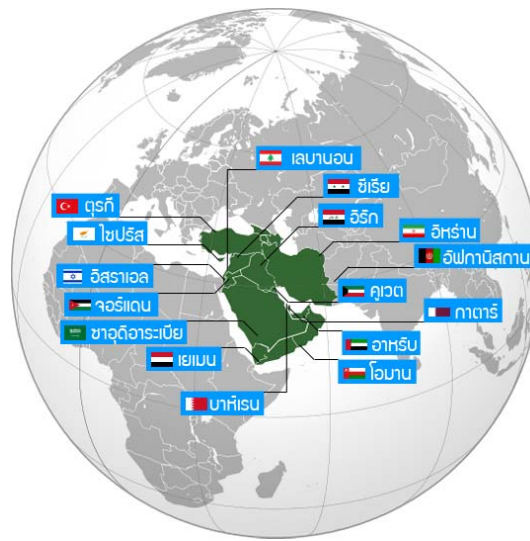 เลบานอน
ซีเรีย
ตุรกี
อิรัก
อิหร่าน
ไซปรัส
อัฟกานิสถาน
อิสราเอล
คูเวต
จอร์แดน
กาตาร์
ซาอุดิอาระเบีย
อาหรับ
เยเมน
โอมาน
บาห์เรน